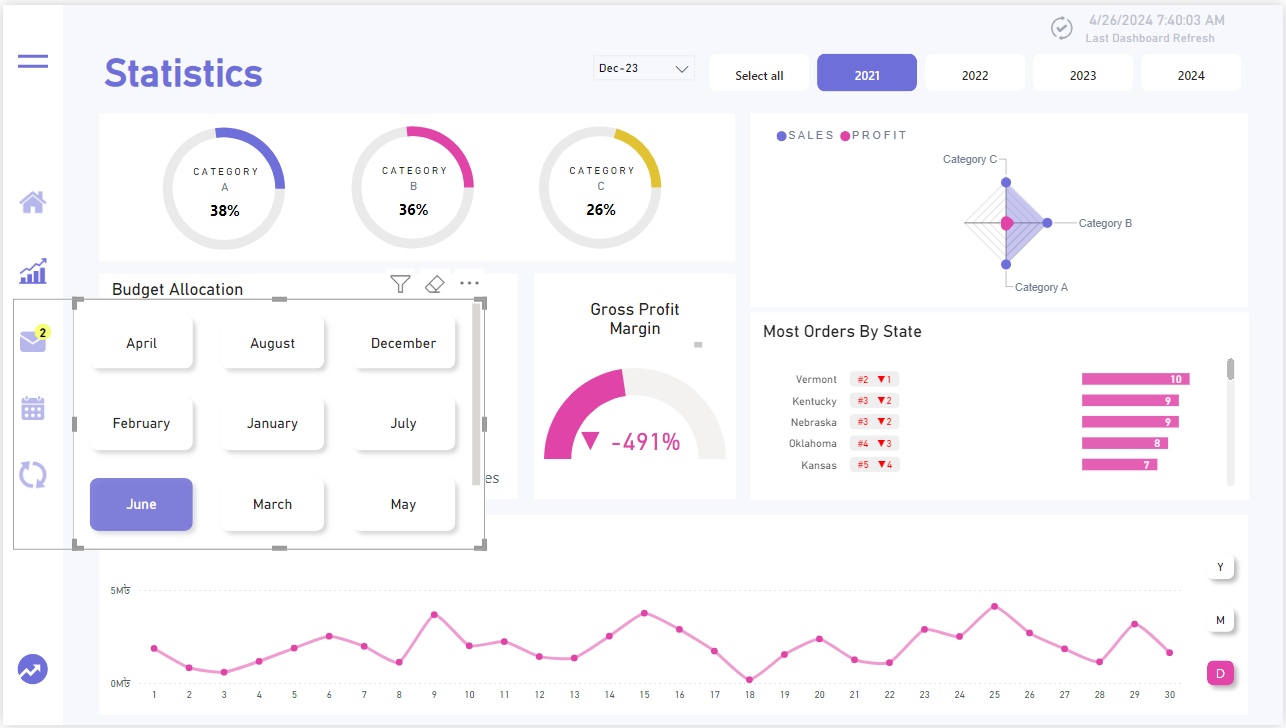 4/26/2024 7:40:03 AM
Last Dashboard Refresh
Statistics
Dec-23
Select all
2021
2022
2023
2024
CATEGORY
A
38%
CATEGORY
B
36%
CATEGORY
C
26%
SALES PROFIT
Category C
Category B
Category A
Budget Allocation
2
April
August
December
February
January
July
June
March
May
es
Gross Profit
Margin
▼ -491%
Most Orders By State
Vermont #2 ▼1 10
Kentucky #3 ▼2 9
Nebraska #3 ▼2 9
Oklahoma #4 ▼3 8
Kansas #5 ▼4 7
Y
M
D
1 2 3 4 5 6 7 8 9 10 11 12 13 14 15 16 17 18 19 20 21 22 23 24 25 26 27 28 29 30